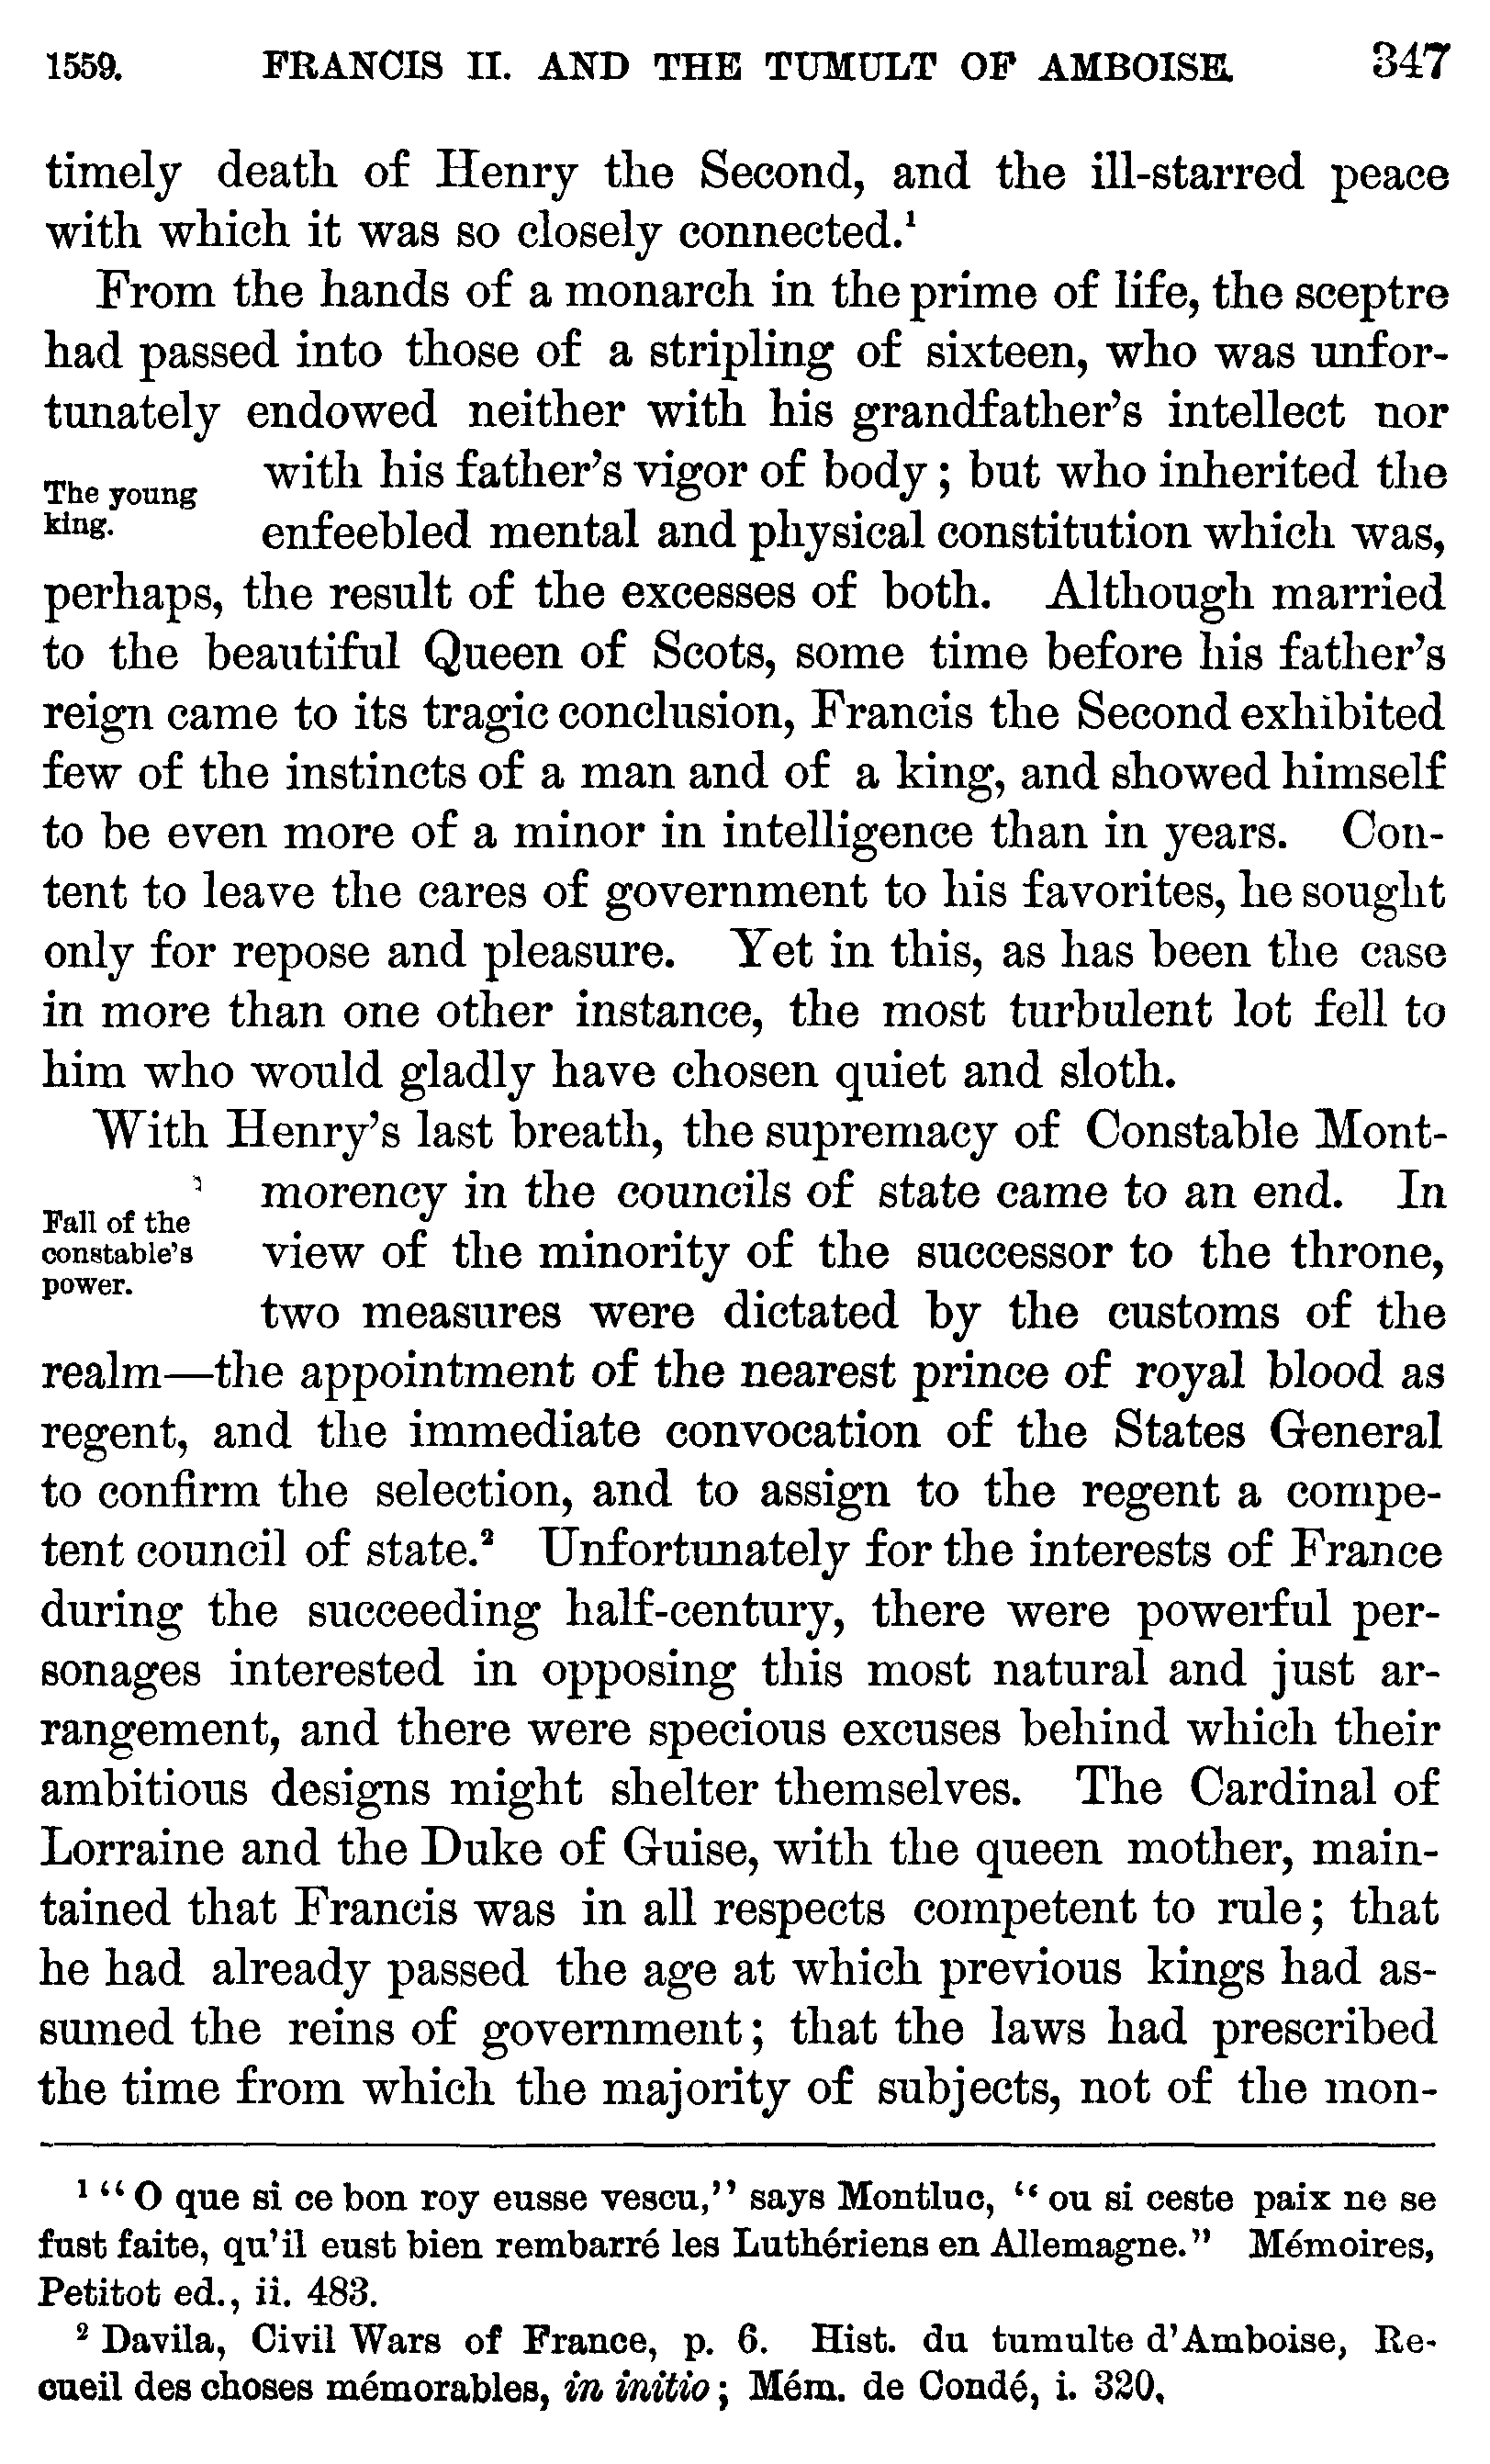 1559. FRANCIS II. AND THE TUMULT OF AMBOISE. 347
timely death of Henry the Second, and the ill-starred peace
with which it was so closely connected.¹
From the hands of a monarch in the prime of life, the sceptre
had passed into those of a stripling of sixteen, who was unfor-
tunately endowed neither with his grandfather's intellect nor
The young
king.
with his father's vigor of body; but who inherited the
enfeebled mental and physical constitution which was,
perhaps, the result of the excesses of both. Although married
to the beautiful Queen of Scots, some time before his father's
reign came to its tragic conclusion, Francis the Second exhibited
few of the instincts of a man and of a king, and showed himself
to be even more of a minor in intelligence than in years. Con-
tent to leave the cares of government to his favorites, he sought
only for repose and pleasure. Yet in this, as has been the case
in more than one other instance, the most turbulent lot fell to
him who would gladly have chosen quiet and sloth.
With Henry's last breath, the supremacy of Constable Mont-
Fall of the
constable's
power.
morency in the councils of state came to an end. In
view of the minority of the successor to the throne,
two measures were dictated by the customs of the
realm—the appointment of the nearest prince of royal blood as
regent, and the immediate convocation of the States General
to confirm the selection, and to assign to the regent a compe-
tent council of state.² Unfortunately for the interests of France
during the succeeding half-century, there were powerful per-
sonages interested in opposing this most natural and just ar-
rangement, and there were specious excuses behind which their
ambitious designs might shelter themselves. The Cardinal of
Lorraine and the Duke of Guise, with the queen mother, main-
tained that Francis was in all respects competent to rule; that
he had already passed the age at which previous kings had as-
sumed the reins of government; that the laws had prescribed
the time from which the majority of subjects, not of the mon-
¹ "O que si ce bon roy eusse vescu," says Montluc, "ou si ceste paix ne se
fust faite, qu'il eust bien rembarré les Luthériens en Allemagne." Mémoires,
Petitot ed., ii. 483.
² Davila, Civil Wars of France, p. 6. Hist. du tumulte d'Amboise, Re-
cueil des choses mémorables, in initio; Mém. de Condé, i. 320.